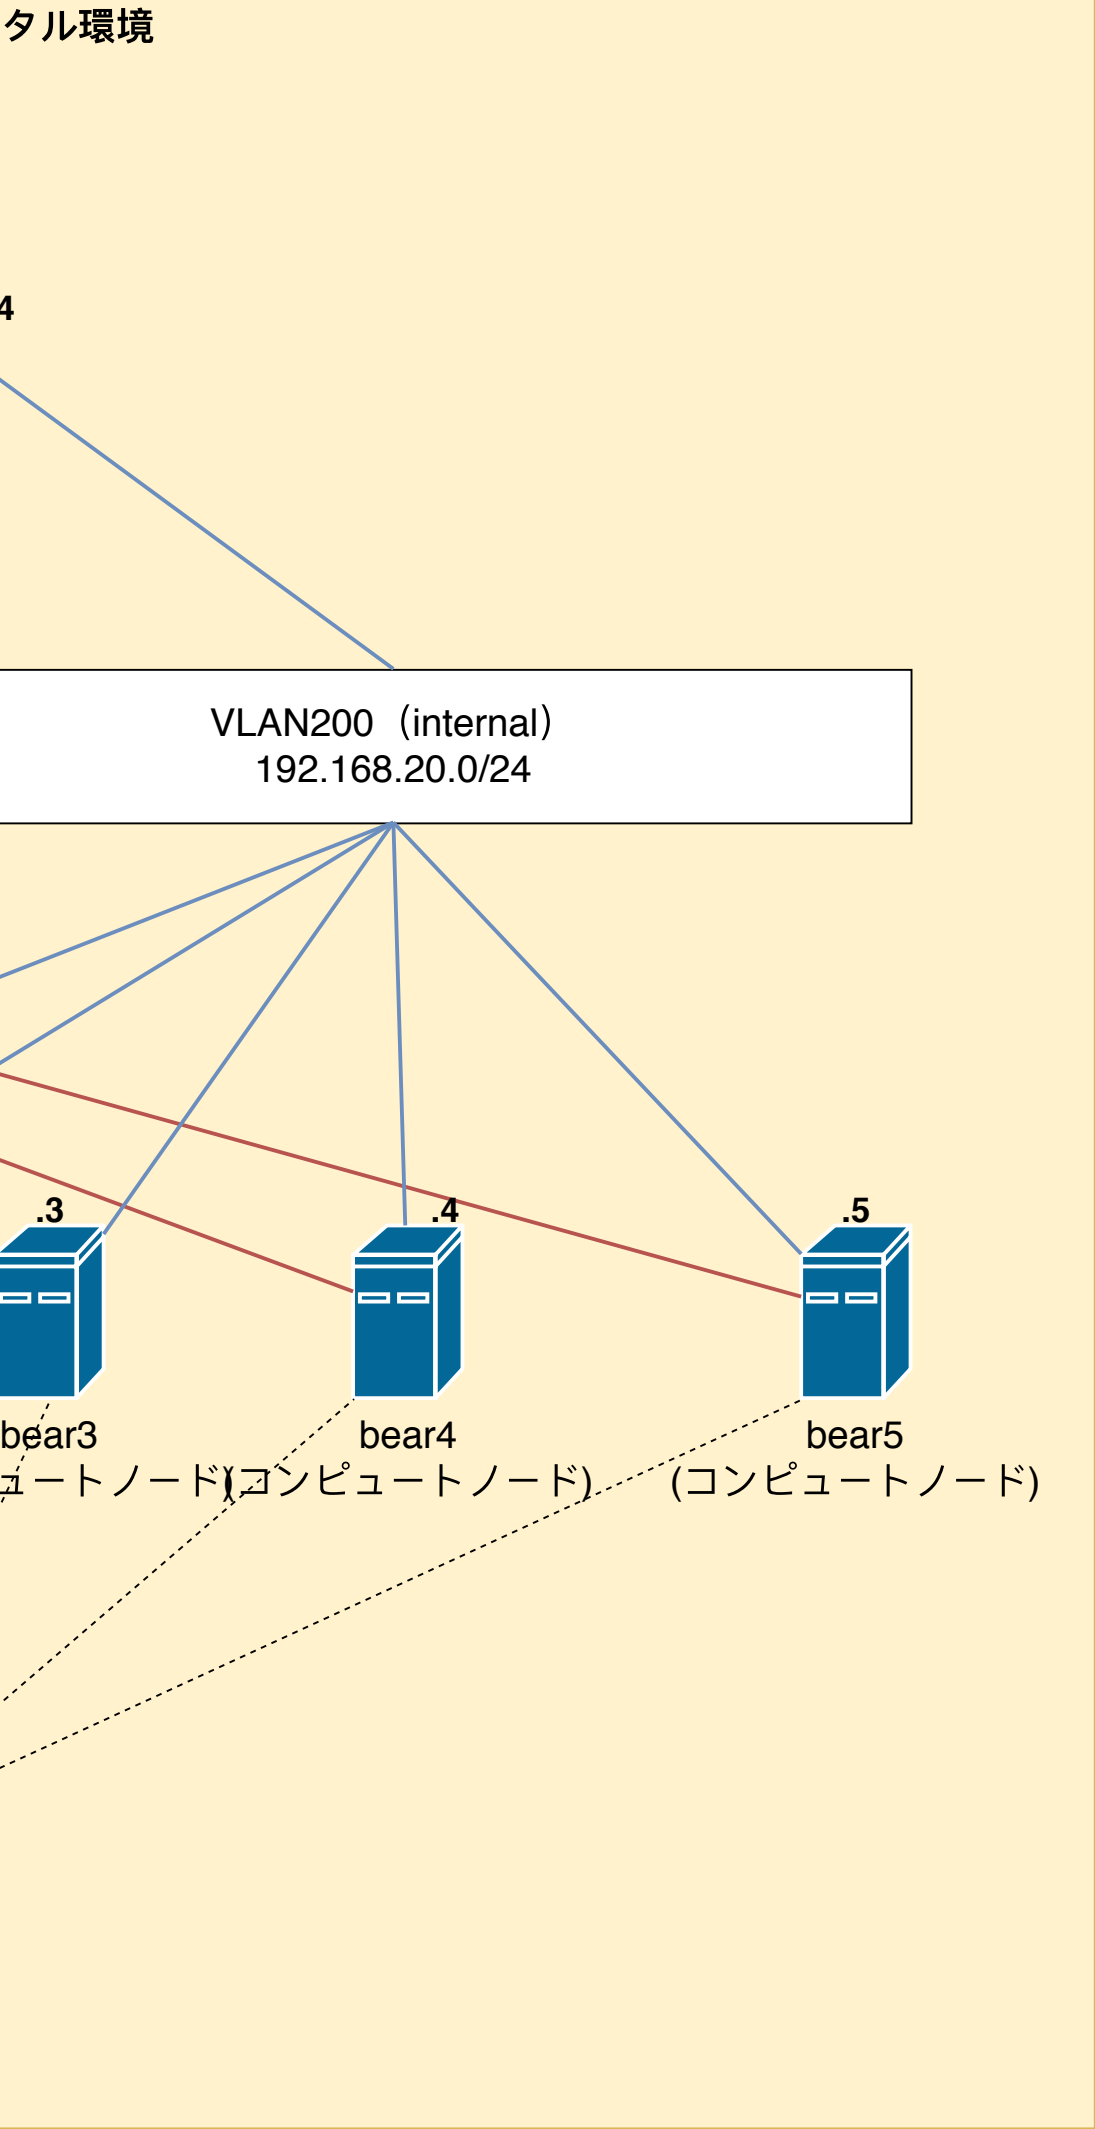 タル環境
4
VLAN200（internal）
192.168.20.0/24
.3
.4
.5
bear3
bear4
bear5
ュートノード)
(コンピュートノード)
(コンピュートノード)